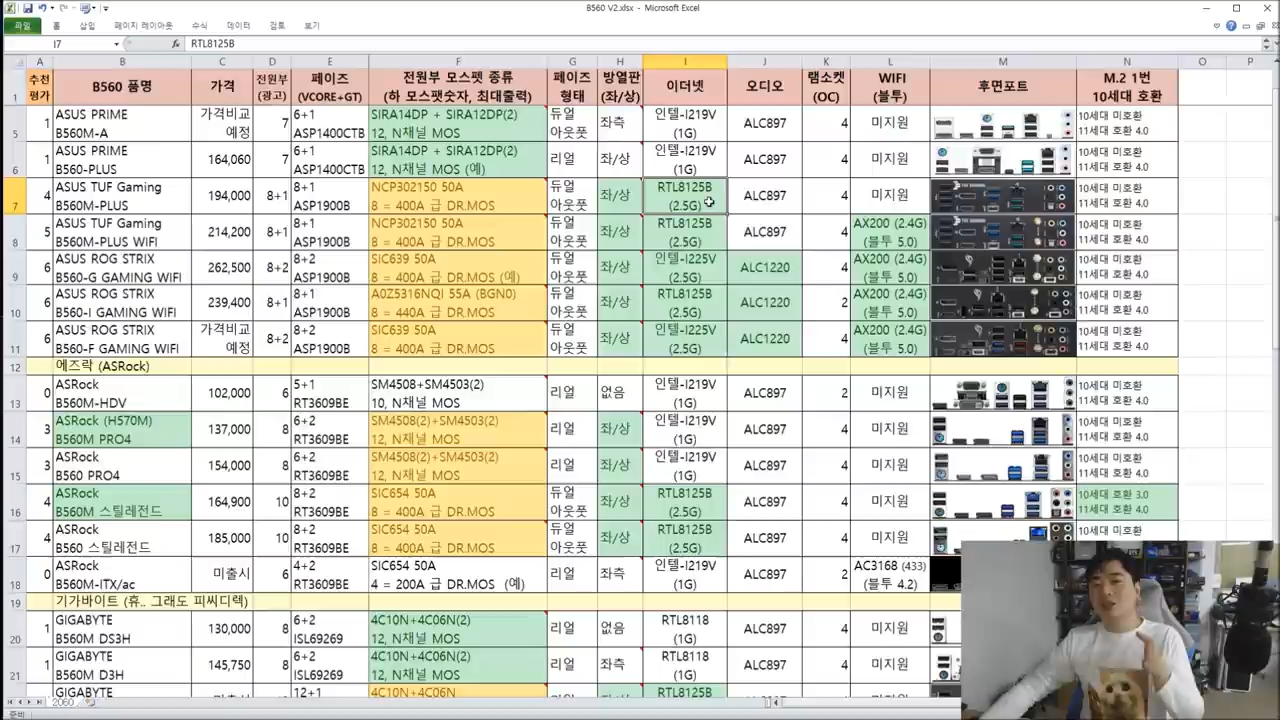 B560 V2.xlsx - Microsoft Excel
파일 홈 삽입 페이지 레이아웃 수식 데이터 검토 보기
I7 fx RTL8125B
A B C D E F G H I J K L M N O P
1 추천 평가 B560 품명 가격 전원부 (광고) 페이즈 (VCORE+GT) 전원부 모스펫 종류 (하 모스펫숫자, 최대출력) 페이즈 형태 방열판 (좌/상) 이더넷 오디오 램소켓 (OC) WIFI (블투) 후면포트 M.2 1번 10세대 호환
5 1 ASUS PRIME B560M-A 가격비교 예정 7 6+1 ASP1400CTB SIRA14DP + SIRA12DP(2) 12, N채널 MOS 듀얼 아웃풋 좌측 인텔-I219V (1G) ALC897 4 미지원 10세대 미호환 11세대 호환 4.0
6 1 ASUS PRIME B560-PLUS 164,060 7 6+1 ASP1400CTB SIRA14DP + SIRA12DP(2) 12, N채널 MOS (예) 리얼 좌/상 인텔-I219V (1G) ALC897 4 미지원 10세대 미호환 11세대 호환 4.0
7 4 ASUS TUF Gaming B560M-PLUS 194,000 8+1 8+1 ASP1900B NCP302150 50A 8 = 400A 급 DR.MOS 듀얼 아웃풋 좌/상 RTL8125B (2.5G) ALC897 4 미지원 10세대 미호환 11세대 호환 4.0
8 5 ASUS TUF Gaming B560M-PLUS WIFI 214,200 8+1 8+1 ASP1900B NCP302150 50A 8 = 400A 급 DR.MOS 듀얼 아웃풋 좌/상 RTL8125B (2.5G) ALC897 4 AX200 (2.4G) (블투 5.0) 10세대 미호환 11세대 호환 4.0
9 6 ASUS ROG STRIX B560-G GAMING WIFI 262,500 8+2 8+2 ASP1900B SIC639 50A 8 = 400A 급 DR.MOS (예) 듀얼 아웃풋 좌/상 인텔-I225V (2.5G) ALC1220 4 AX200 (2.4G) (블투 5.0) 10세대 미호환 11세대 호환 4.0
10 6 ASUS ROG STRIX B560-I GAMING WIFI 239,400 8+1 8+1 ASP1900B A0Z5316NQI 55A (BGN0) 8 = 440A 급 DR.MOS 듀얼 아웃풋 좌/상 RTL8125B (2.5G) ALC1220 2 AX200 (2.4G) (블투 5.0) 10세대 미호환 11세대 호환 4.0
11 6 ASUS ROG STRIX B560-F GAMING WIFI 가격비교 예정 8+2 8+2 ASP1900B SIC639 50A 8 = 400A 급 DR.MOS 듀얼 아웃풋 좌/상 인텔-I225V (2.5G) ALC1220 4 AX200 (2.4G) (블투 5.0) 10세대 미호환 11세대 호환 4.0
12 에즈락 (ASRock)
13 0 ASRock B560M-HDV 102,000 6 5+1 RT3609BE SM4508+SM4503(2) 10, N채널 MOS 리얼 없음 인텔-I219V (1G) ALC897 2 미지원 10세대 미호환 11세대 호환 4.0
14 3 ASRock (H570M) B560M PRO4 137,000 8 6+2 RT3609BE SM4508(2)+SM4503(2) 12, N채널 MOS 리얼 좌/상 인텔-I219V (1G) ALC897 4 미지원 10세대 미호환 11세대 호환 4.0
15 3 ASRock B560 PRO4 154,000 8 6+2 RT3609BE SM4508(2)+SM4503(2) 12, N채널 MOS 리얼 좌/상 인텔-I219V (1G) ALC897 4 미지원 10세대 미호환 11세대 호환 4.0
16 4 ASRock B560M 스틸레전드 164,900 10 8+2 RT3609BE SIC654 50A 8 = 400A 급 DR.MOS 듀얼 아웃풋 좌/상 RTL8125B (2.5G) ALC897 4 미지원 10세대 호환 3.0 11세대 호환 4.0
17 4 ASRock B560 스틸레전드 185,000 10 8+2 RT3609BE SIC654 50A 8 = 400A 급 DR.MOS 듀얼 아웃풋 좌/상 RTL8125B (2.5G) ALC897 4 미지원 10세대 미호환
18 0 ASRock B560M-ITX/ac 미출시 6 4+2 RT3609BE SIC654 50A 4 = 200A 급 DR.MOS (예) 리얼 좌측 인텔-I219V (1G) ALC897 2 AC3168 (433) (블투 4.2)
19 기가바이트 (휴.. 그래도 피씨디렉)
20 1 GIGABYTE B560M DS3H 130,000 8 6+2 ISL69269 4C10N+4C06N(2) 12, N채널 MOS 리얼 없음 RTL8118 (1G) ALC897 4 미지원
21 1 GIGABYTE B560M D3H 145,750 8 6+2 ISL69269 4C10N+4C06N(2) 12, N채널 MOS 리얼 좌측 RTL8118 (1G) ALC897 4 미지원
GIGABYTE 12+1 4C10N+4C06N RTL8125B
2060
준비